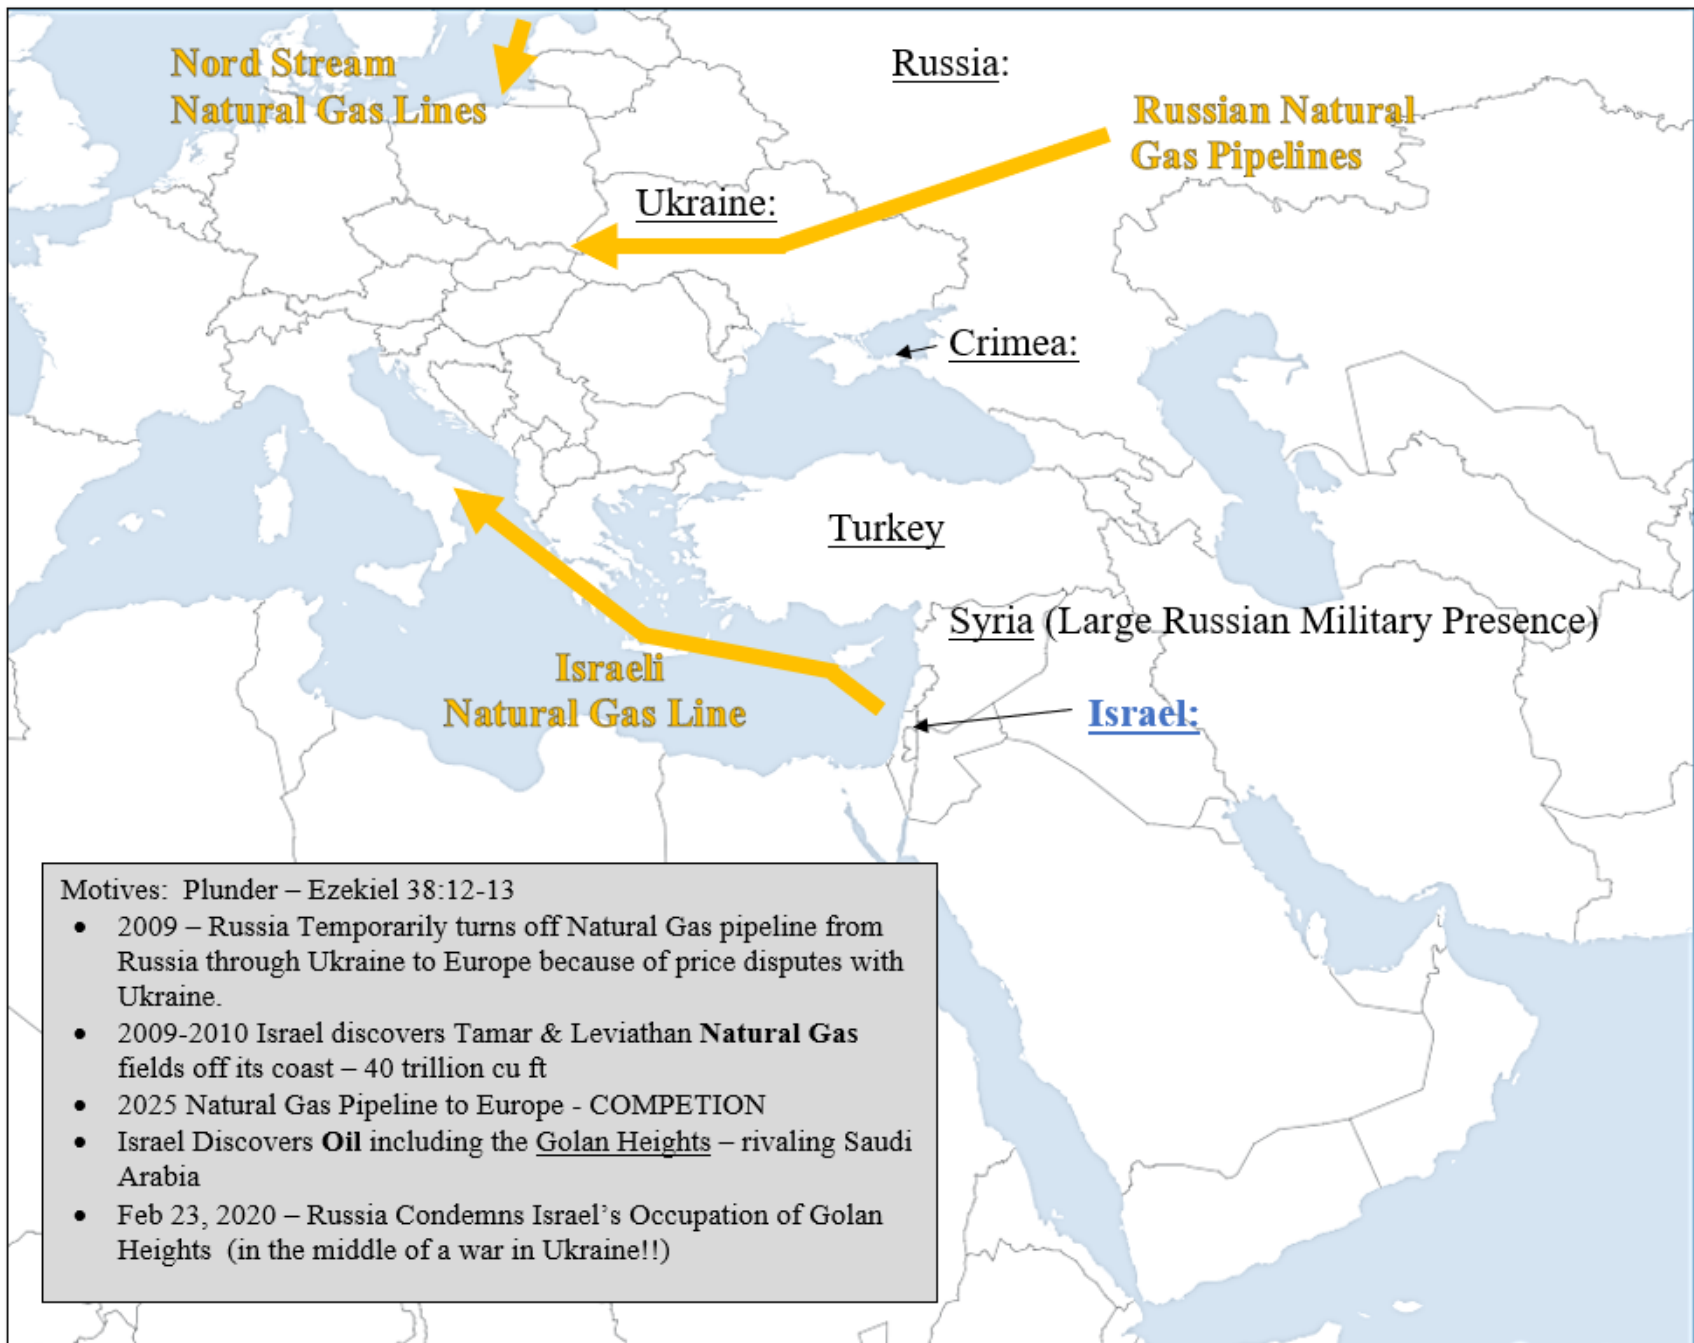 Nord Stream
Natural Gas Lines
Russia:
Russian Natural
Gas Pipelines
Ukraine:
Crimea:
Turkey
Syria (Large Russian Military Presence)
Israeli
Natural Gas Line
Israel:
Motives:  Plunder – Ezekiel 38:12-13
• 2009 – Russia Temporarily turns off Natural Gas pipeline from
Russia through Ukraine to Europe because of price disputes with
Ukraine.
• 2009-2010 Israel discovers Tamar & Leviathan Natural Gas
fields off its coast – 40 trillion cu ft
• 2025 Natural Gas Pipeline to Europe - COMPETION
• Israel Discovers Oil including the Golan Heights – rivaling Saudi
Arabia
• Feb 23, 2020 – Russia Condemns Israel’s Occupation of Golan
Heights  (in the middle of a war in Ukraine!!)